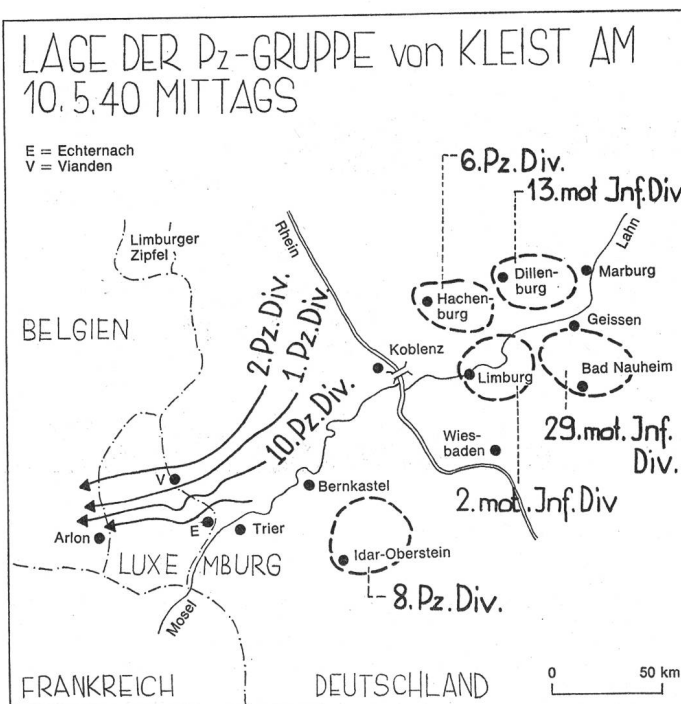 LAGE DER Pz-GRUPPE von KLEIST AM
10.5.40 MITTAGS
E = Echternach
V = Vianden
6.Pz.Div.
13.mot Inf.Div
Limburger
Zipfel
Rhein
Lahn
Dillen-
burg
Marburg
Hachen-
burg
BELGIEN
2.Pz.Div.
1.Pz.Div.
Geissen
Koblenz
Limburg
Bad Nauheim
10.Pz.Div.
Wies-
baden
29.mot.Inf.
Div.
V
Bernkastel
2.mot.Inf.Div
E
Trier
Arlon
Idar-Oberstein
LUXEMBURG
8.Pz.Div.
Mosel
FRANKREICH
DEUTSCHLAND
0 50 km